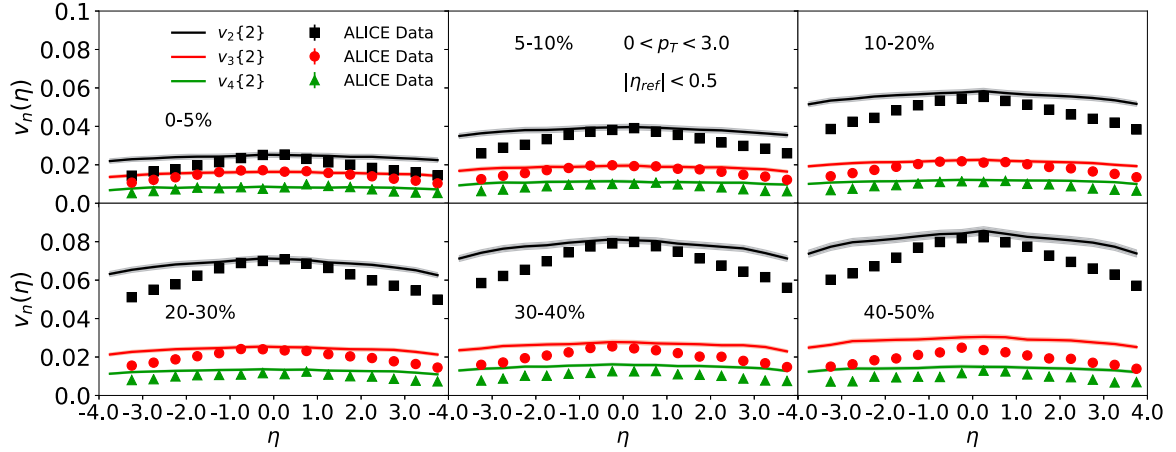 0.1
0.08
0.06
0.04
0.02
0.0
v_n(η)
v_2{2}
v_3{2}
v_4{2}
ALICE Data
ALICE Data
ALICE Data
0-5%
5-10%
0 < p_T < 3.0
|η_{ref}| < 0.5
10-20%
0.08
0.06
0.04
0.02
0.0
v_n(η)
20-30%
30-40%
40-50%
-4.0 -3.0 -2.0 -1.0 0.0 1.0 2.0 3.0 -4.0 -3.0 -2.0 -1.0 0.0 1.0 2.0 3.0 -4.0 -3.0 -2.0 -1.0 0.0 1.0 2.0 3.0 4.0
η η η